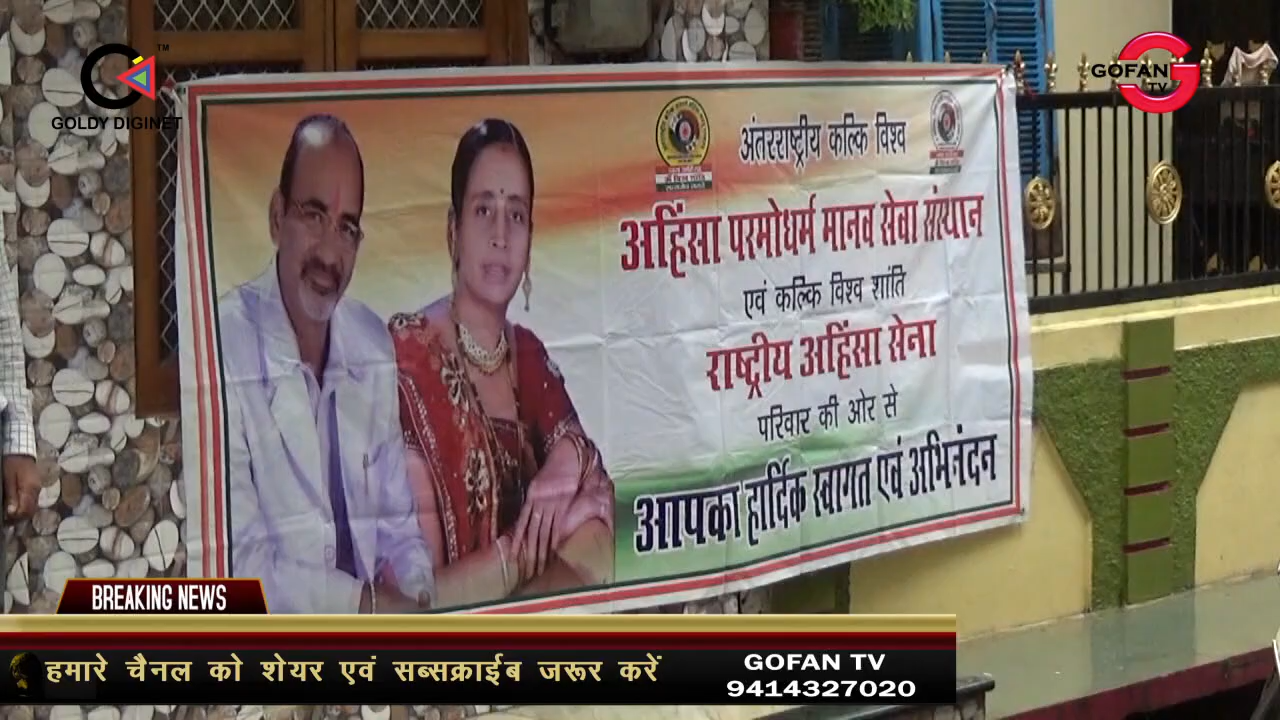 GOLDY DIGINET
TM
GOFAN
TV
अंतरराष्ट्रीय कल्कि विश्व
अहिंसा परमोधर्म मानव सेवा संस्थान
एवं कल्कि विश्व शांति
राष्ट्रीय अहिंसा सेना
परिवार की ओर से
आपका हार्दिक स्वागत एवं अभिनंदन
BREAKING NEWS
हमारे चैनल को शेयर एवं सब्सक्राईब जरूर करें
GOFAN TV
9414327020